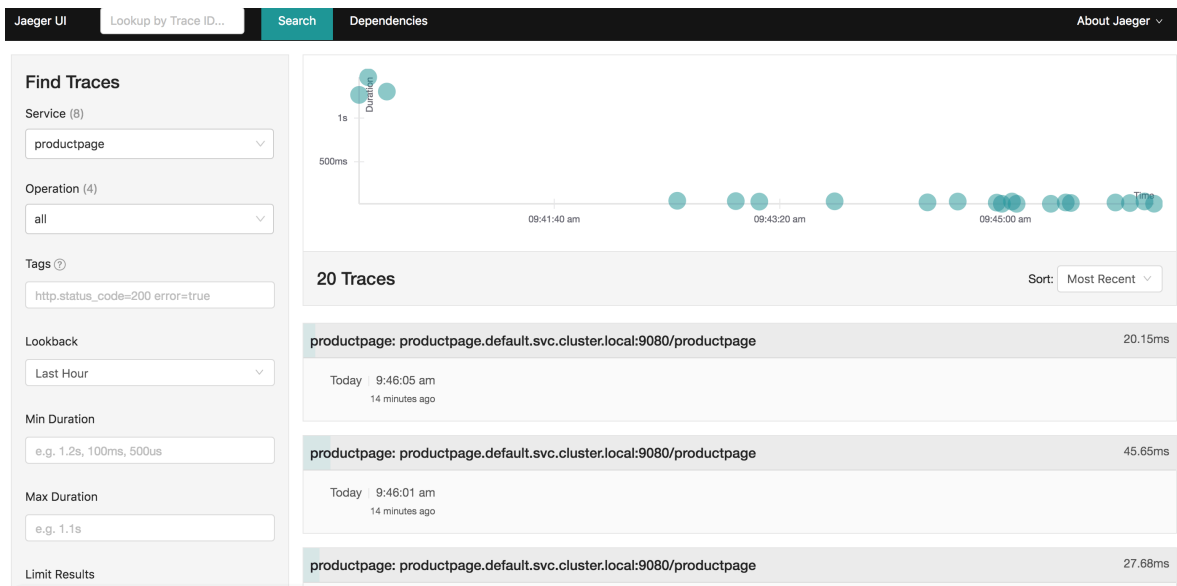 Jaeger UI
Lookup by Trace ID...
Search
Dependencies
About Jaeger
Find Traces
Service (8)
productpage
Operation (4)
all
Tags ?
http.status_code=200 error=true
Lookback
Last Hour
Min Duration
e.g. 1.2s, 100ms, 500us
Max Duration
e.g. 1.1s
Limit Results
Duration
1s
500ms
Time
09:41:40 am
09:43:20 am
09:45:00 am
20 Traces
Sort: Most Recent
productpage: productpage.default.svc.cluster.local:9080/productpage 20.15ms
Today 9:46:05 am
14 minutes ago
productpage: productpage.default.svc.cluster.local:9080/productpage 45.65ms
Today 9:46:01 am
14 minutes ago
productpage: productpage.default.svc.cluster.local:9080/productpage 27.68ms